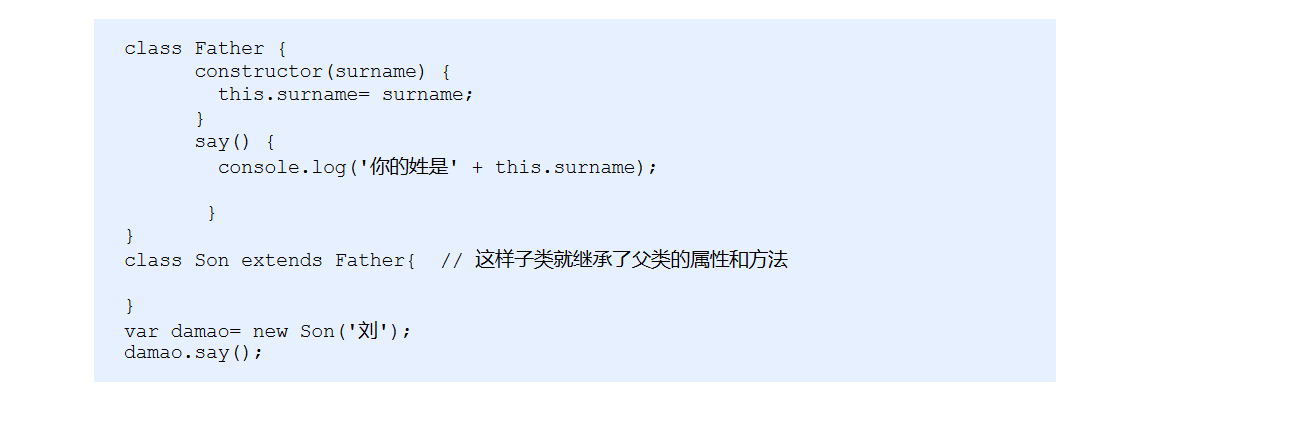 class Father {
constructor(surname) {
this.surname= surname;
}
say() {
console.log('你的姓是' + this.surname);
}
}
class Son extends Father{  // 这样子类就继承了父类的属性和方法
}
var damao= new Son('刘');
damao.say();